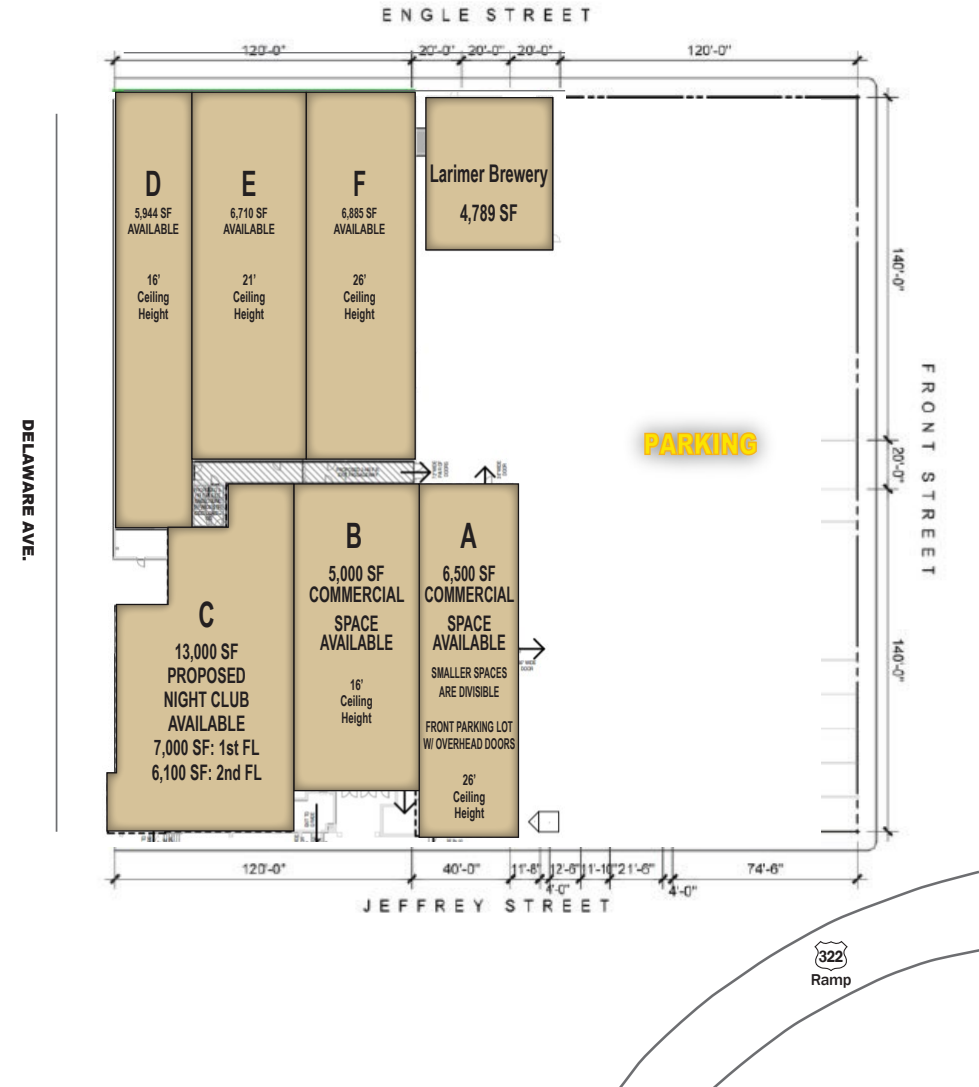 ENGLE STREET
120'-0"
20'-0"
20'-0"
20'-0"
120'-0"
D
5,944 SF
AVAILABLE
16'
Ceiling
Height
E
6,710 SF
AVAILABLE
21'
Ceiling
Height
F
6,885 SF
AVAILABLE
26'
Ceiling
Height
Larimer Brewery
4,789 SF
140'-0"
FRONT STREET
PARKING
20'-0"
DELAWARE AVE.
C
13,000 SF
PROPOSED
NIGHT CLUB
AVAILABLE
7,000 SF: 1st FL
6,100 SF: 2nd FL
B
5,000 SF
COMMERCIAL
SPACE
AVAILABLE
16'
Ceiling
Height
A
6,500 SF
COMMERCIAL
SPACE
AVAILABLE
SMALLER SPACES
ARE DIVISIBLE
FRONT PARKING LOT
W/ OVERHEAD DOORS
26'
Ceiling
Height
WIDE
DOOR
140'-0"
120'-0"
40'-0"
11'-8"
4'-0"
12'-6"
11'-10"
21'-6"
4'-0"
74'-6"
JEFFREY STREET
322
Ramp